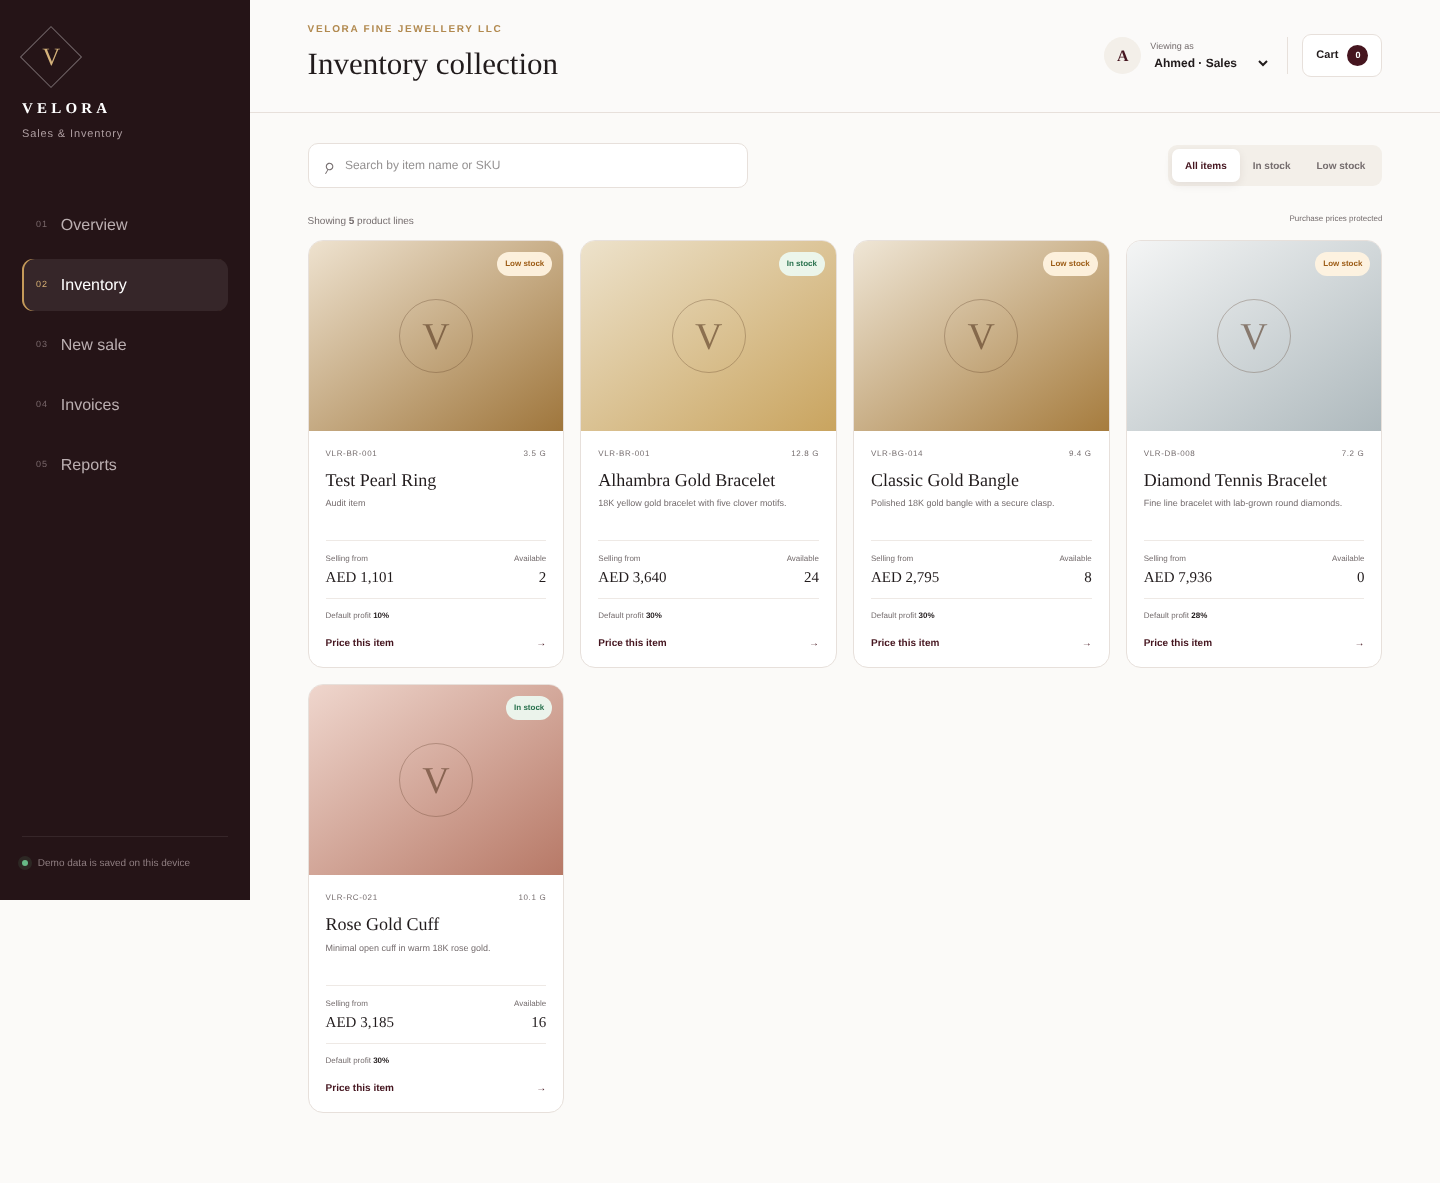 V
VELORA
Sales & Inventory
01 Overview
02 Inventory
03 New sale
04 Invoices
05 Reports
Demo data is saved on this device
VELORA FINE JEWELLERY LLC
Inventory collection
A
Viewing as
Ahmed · Sales
Cart 0
Search by item name or SKU
All items In stock Low stock
Showing 5 product lines
Purchase prices protected
Low stock
V
VLR-BR-001 3.5 G
Test Pearl Ring
Audit item
Selling from Available
AED 1,101 2
Default profit 10%
Price this item →
In stock
V
VLR-BR-001 12.8 G
Alhambra Gold Bracelet
18K yellow gold bracelet with five clover motifs.
Selling from Available
AED 3,640 24
Default profit 30%
Price this item →
Low stock
V
VLR-BG-014 9.4 G
Classic Gold Bangle
Polished 18K gold bangle with a secure clasp.
Selling from Available
AED 2,795 8
Default profit 30%
Price this item →
Low stock
V
VLR-DB-008 7.2 G
Diamond Tennis Bracelet
Fine line bracelet with lab-grown round diamonds.
Selling from Available
AED 7,936 0
Default profit 28%
Price this item →
In stock
V
VLR-RC-021 10.1 G
Rose Gold Cuff
Minimal open cuff in warm 18K rose gold.
Selling from Available
AED 3,185 16
Default profit 30%
Price this item →